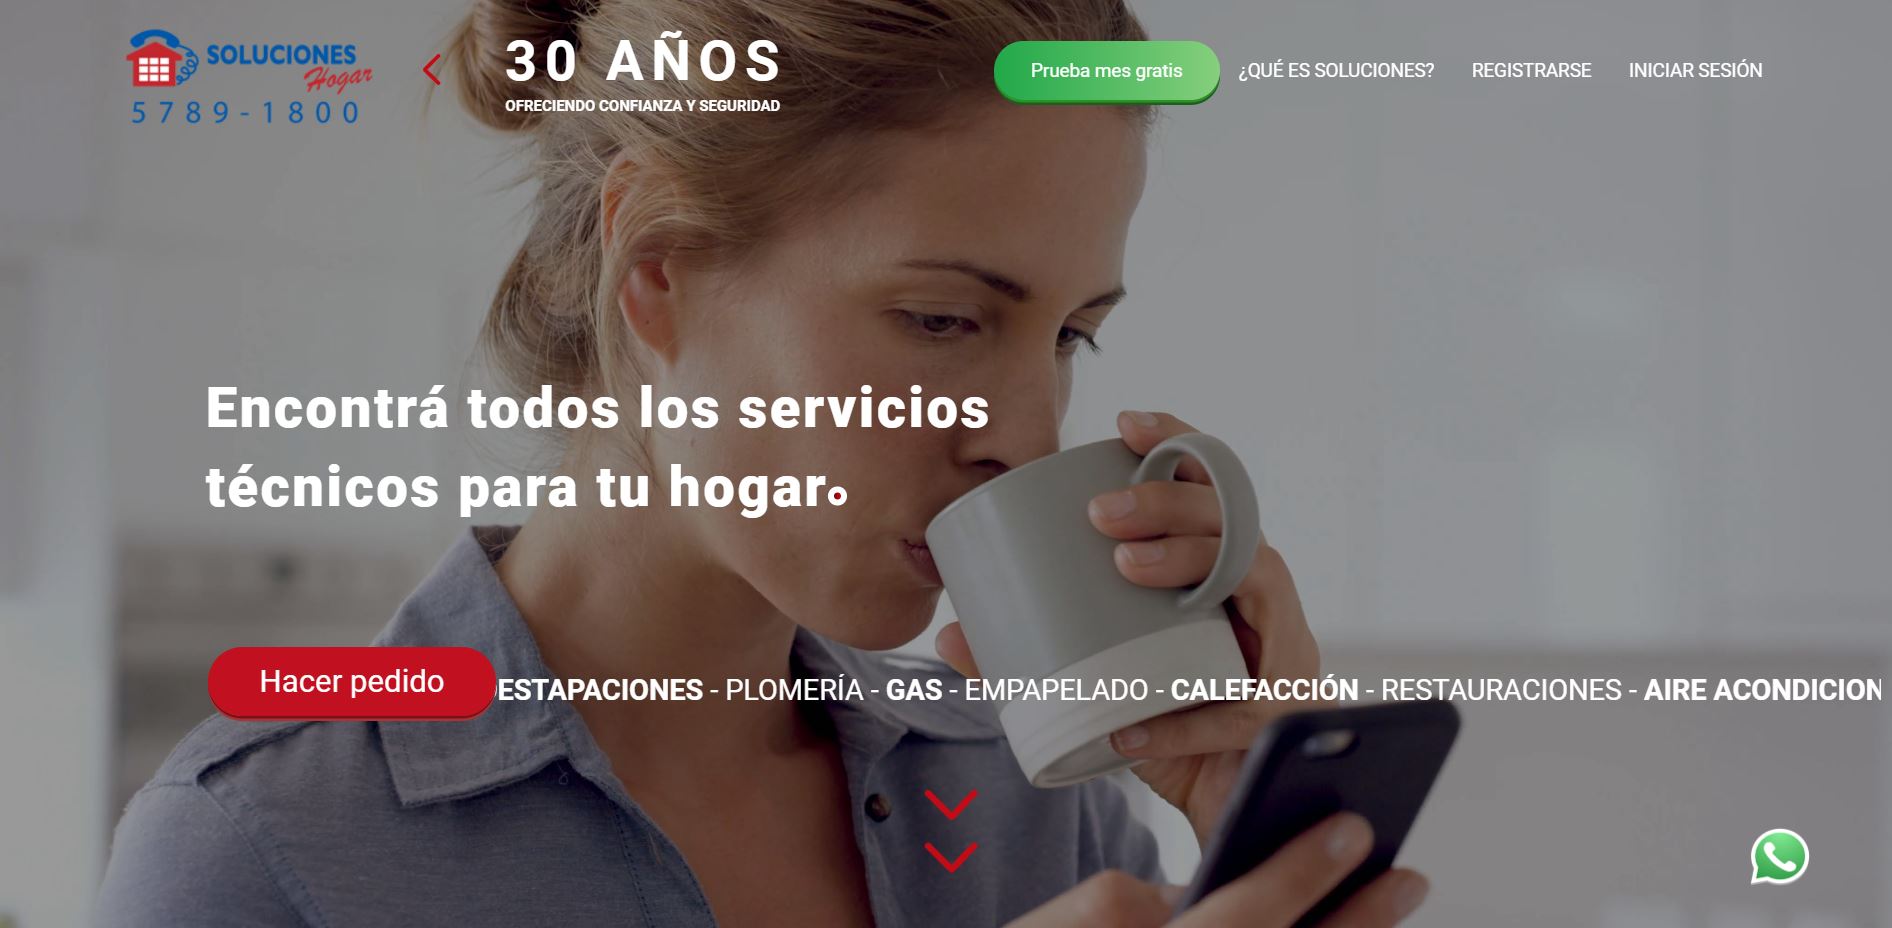 SOLUCIONES
Hogar
5789-1800
30 AÑOS
OFRECIENDO CONFIANZA Y SEGURIDAD
Prueba mes gratis
¿QUÉ ES SOLUCIONES?
REGISTRARSE
INICIAR SESIÓN
Encontrá todos los servicios
técnicos para tu hogar
Hacer pedido
ESTAPACIONES - PLOMERÍA - GAS - EMPAPELADO - CALEFACCIÓN - RESTAURACIONES - AIRE ACONDICION